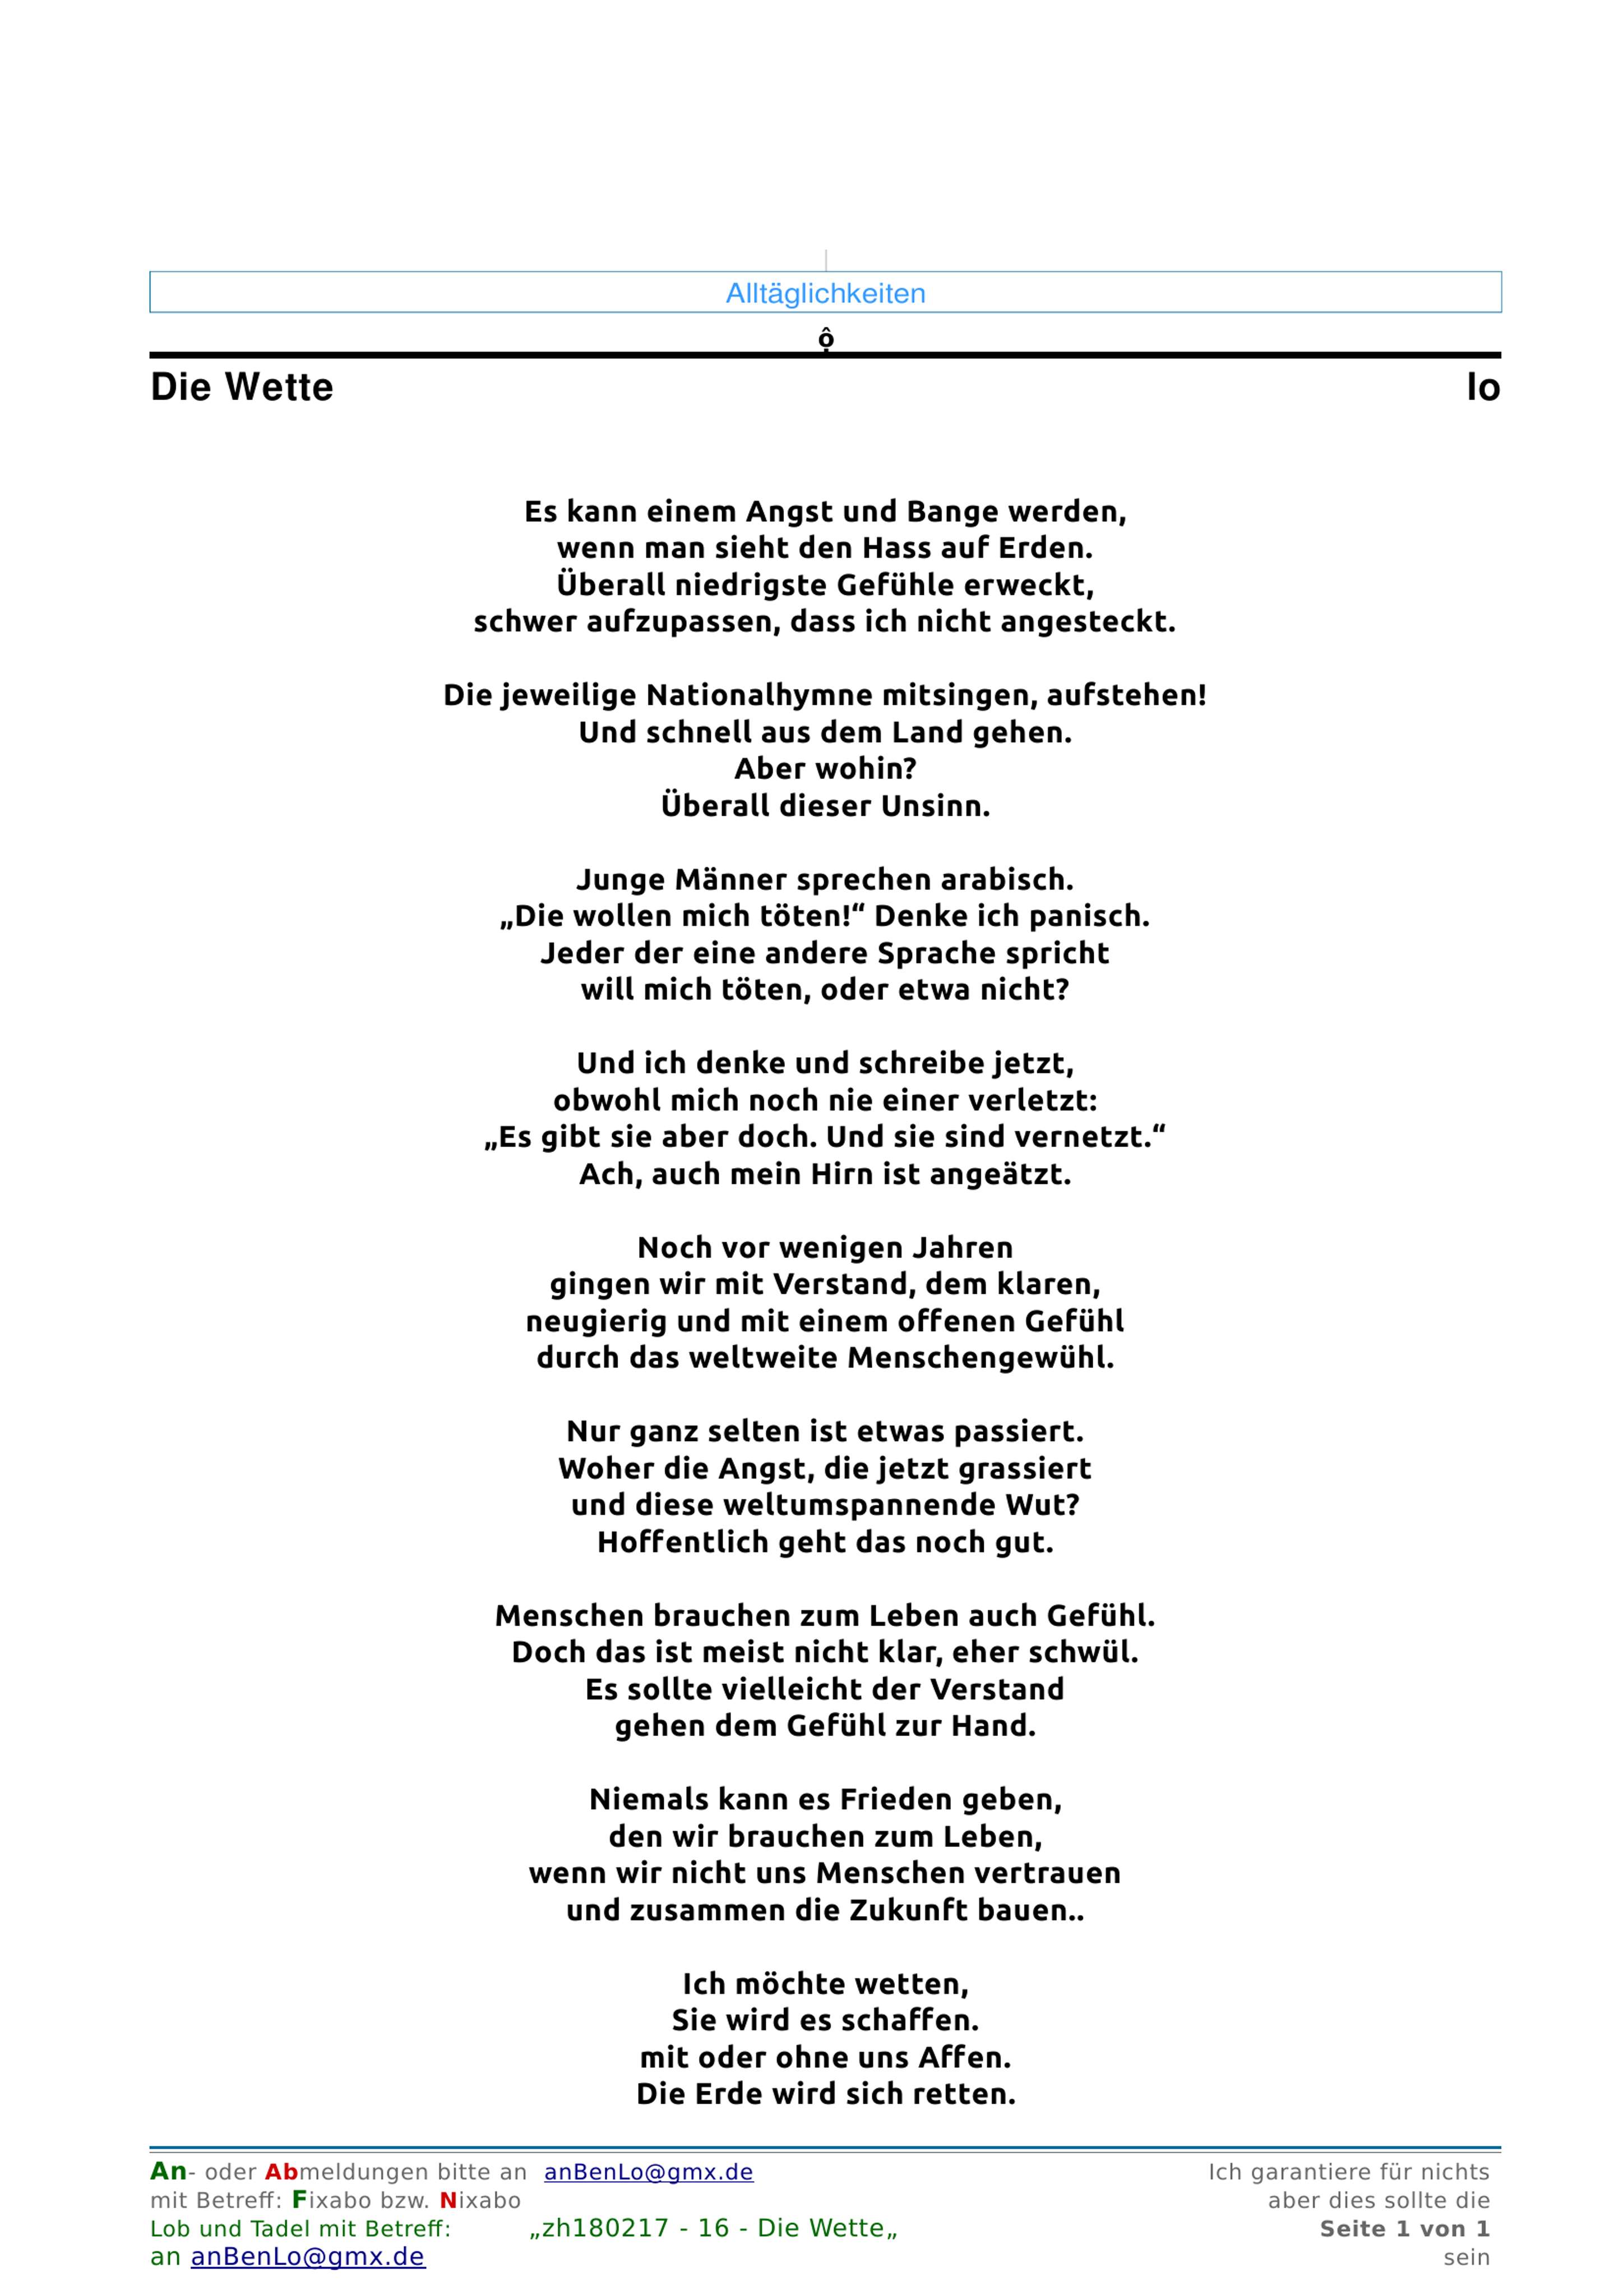 Alltäglichkeiten
ộ
Die Wette lo
Es kann einem Angst und Bange werden,
wenn man sieht den Hass auf Erden.
Überall niedrigste Gefühle erweckt,
schwer aufzupassen, dass ich nicht angesteckt.
Die jeweilige Nationalhymne mitsingen, aufstehen!
Und schnell aus dem Land gehen.
Aber wohin?
Überall dieser Unsinn.
Junge Männer sprechen arabisch.
„Die wollen mich töten!“ Denke ich panisch.
Jeder der eine andere Sprache spricht
will mich töten, oder etwa nicht?
Und ich denke und schreibe jetzt,
obwohl mich noch nie einer verletzt:
„Es gibt sie aber doch. Und sie sind vernetzt.“
Ach, auch mein Hirn ist angeätzt.
Noch vor wenigen Jahren
gingen wir mit Verstand, dem klaren,
neugierig und mit einem offenen Gefühl
durch das weltweite Menschengewühl.
Nur ganz selten ist etwas passiert.
Woher die Angst, die jetzt grassiert
und diese weltumspannende Wut?
Hoffentlich geht das noch gut.
Menschen brauchen zum Leben auch Gefühl.
Doch das ist meist nicht klar, eher schwül.
Es sollte vielleicht der Verstand
gehen dem Gefühl zur Hand.
Niemals kann es Frieden geben,
den wir brauchen zum Leben,
wenn wir nicht uns Menschen vertrauen
und zusammen die Zukunft bauen..
Ich möchte wetten,
Sie wird es schaffen.
mit oder ohne uns Affen.
Die Erde wird sich retten.
An- oder Abmeldungen bitte an anBenLo@gmx.de Ich garantiere für nichts
mit Betreff: Fixabo bzw. Nixabo aber dies sollte die
Lob und Tadel mit Betreff: „zh180217 - 16 - Die Wette„ Seite 1 von 1
an anBenLo@gmx.de sein